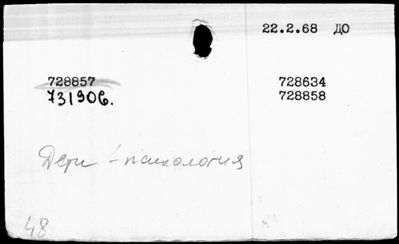 22.2.68 ДО
728857 728634
731906. 728858
Дети - психология
48